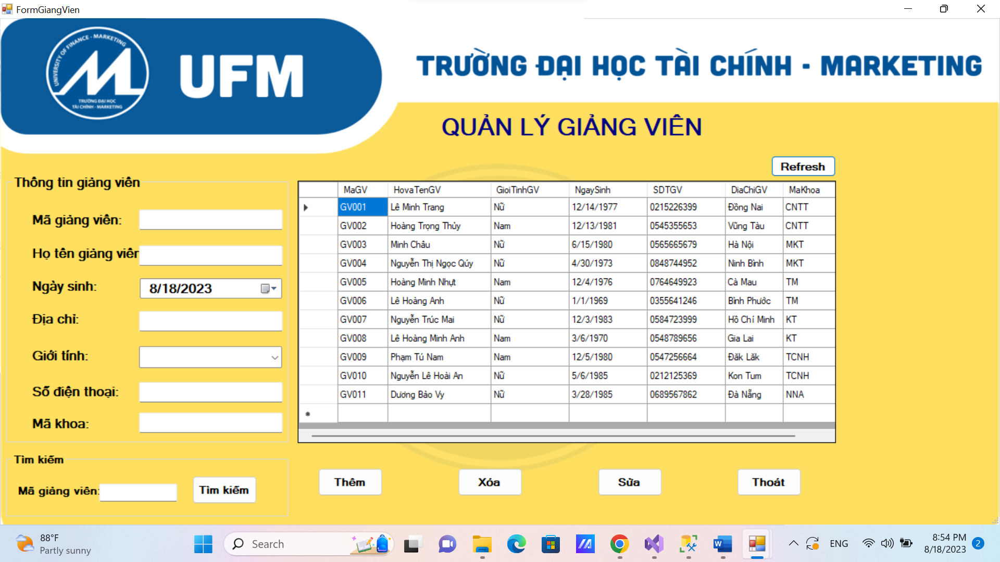 FormGiangVien
UNIVERSITY OF FINANCE - MARKETING
TRƯỜNG ĐẠI HỌC
TÀI CHÍNH - MARKETING
UFM
TRƯỜNG ĐẠI HỌC TÀI CHÍNH - MARKETING
QUẢN LÝ GIẢNG VIÊN
Refresh
Thông tin giảng viên
Mã giảng viên:
Họ tên giảng viên
Ngày sinh:
8/18/2023
Địa chỉ:
Giới tính:
Số điện thoại:
Mã khoa:
MaGV HovaTenGV GioiTinhGV NgaySinh SDTGV DiaChiGV MaKhoa
GV001 Lê Minh Trang Nữ 12/14/1977 0215226399 Đồng Nai CNTT
GV002 Hoàng Trọng Thủy Nam 12/13/1981 0545355653 Vũng Tàu CNTT
GV003 Minh Châu Nữ 6/15/1980 0565665679 Hà Nội MKT
GV004 Nguyễn Thị Ngọc Qúy Nữ 4/30/1973 0848744952 Ninh Bình MKT
GV005 Hoàng Minh Nhựt Nam 12/4/1976 0764649923 Cà Mau TM
GV006 Lê Hoàng Anh Nữ 1/1/1969 0355641246 Bình Phước TM
GV007 Nguyễn Trúc Mai Nữ 12/3/1983 0584723999 Hồ Chí Minh KT
GV008 Lê Hoàng Minh Anh Nam 3/6/1970 0548789656 Gia Lai KT
GV009 Phạm Tú Nam Nam 12/5/1980 0547256664 Đăk Lăk TCNH
GV010 Nguyễn Lê Hoài An Nữ 5/6/1985 0212125369 Kon Tum TCNH
GV011 Dương Bảo Vy Nữ 3/28/1985 0689567862 Đà Nẵng NNA
Tìm kiếm
Mã giảng viên:
Tìm kiếm
Thêm Xóa Sửa Thoát
88°F
Partly sunny
Search
W
ENG
8:54 PM
8/18/2023
2